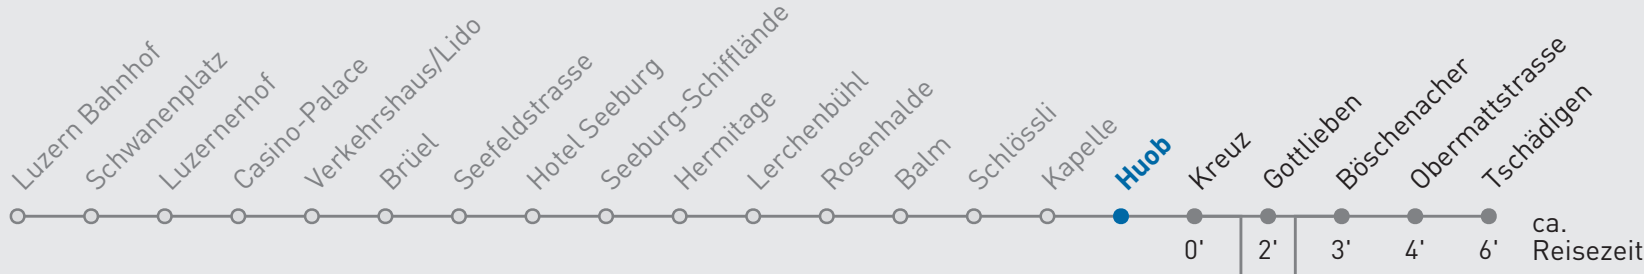 Luzern Bahnhof
Schwanenplatz
Luzernerhof
Casino-Palace
Verkehrshaus/Lido
Brüel
Seefeldstrasse
Hotel Seeburg
Seeburg-Schifflände
Hermitage
Lerchenbühl
Rosenhalde
Balm
Schlössli
Kapelle
Huob
Kreuz
Gottlieben
Böschenacher
Obermattstrasse
Tschädigen
0' 2' 3' 4' 6'
ca.
Reisezeit